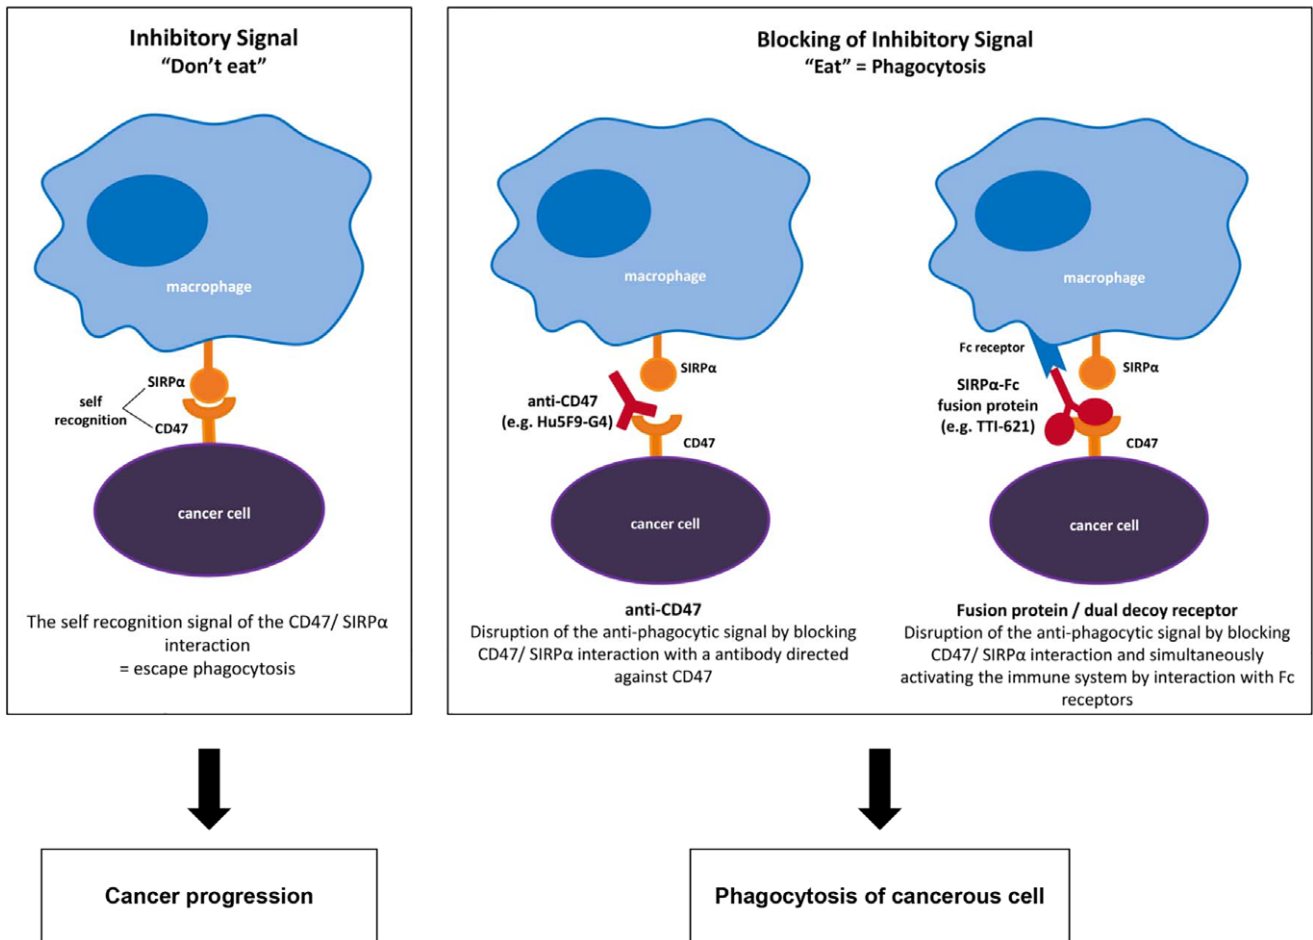 Inhibitory Signal
"Don't eat"
macrophage
SIRPα
self
recognition
CD47
cancer cell
The self recognition signal of the CD47/ SIRPα
interaction
= escape phagocytosis
Blocking of Inhibitory Signal
"Eat" = Phagocytosis
macrophage
SIRPα
anti-CD47
(e.g. Hu5F9-G4)
CD47
cancer cell
anti-CD47
Disruption of the anti-phagocytic signal by blocking
CD47/ SIRPα interaction with a antibody directed
against CD47
macrophage
Fc receptor
SIRPα
SIRPα-Fc
fusion protein
(e.g. TTI-621)
CD47
cancer cell
Fusion protein / dual decoy receptor
Disruption of the anti-phagocytic signal by blocking
CD47/ SIRPα interaction and simultaneously
activating the immune system by interaction with Fc
receptors
Cancer progression
Phagocytosis of cancerous cell